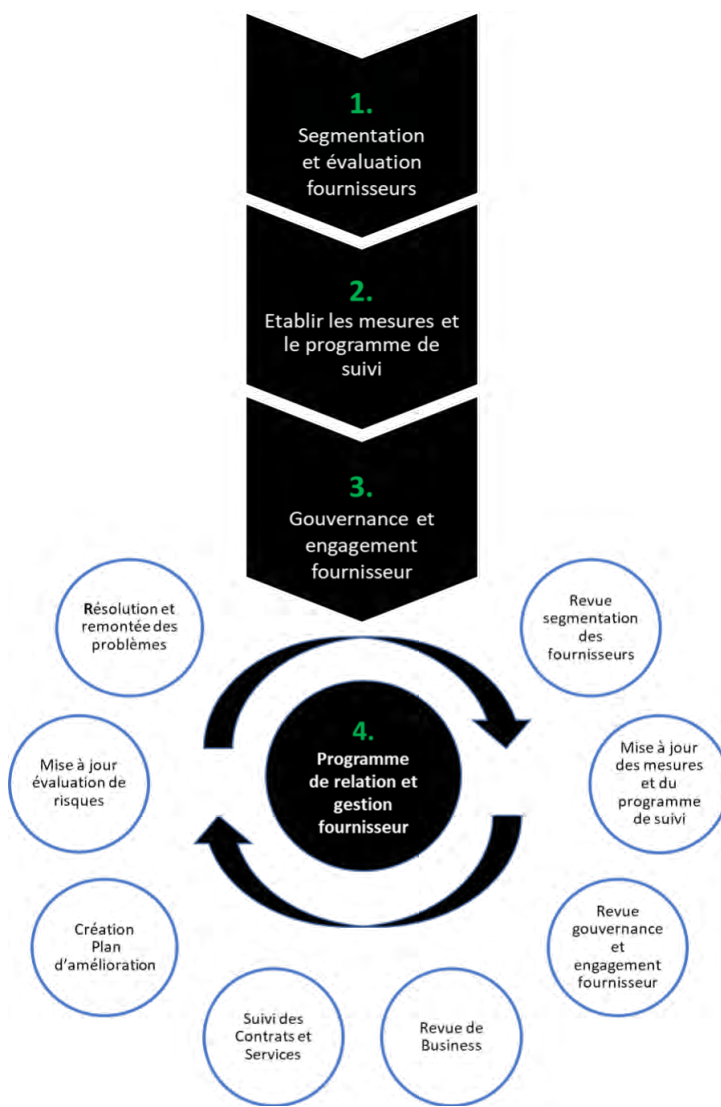 1.
Segmentation
et évaluation
fournisseurs
2.
Etablir les mesures et
le programme de
suivi
3.
Gouvernance et
engagement
fournisseur
4.
Programme
de relation et
gestion
fournisseur
Revue
segmentation
des
fournisseurs
Mise à jour
des mesures et
du programme
de suivi
Revue
gouvernance
et
engagement
fournisseur
Revue de
Business
Suivi des
Contrats et
Services
Création
Plan
d'amélioration
Mise à jour
évaluation de
risques
Résolution et
remontée des
problèmes